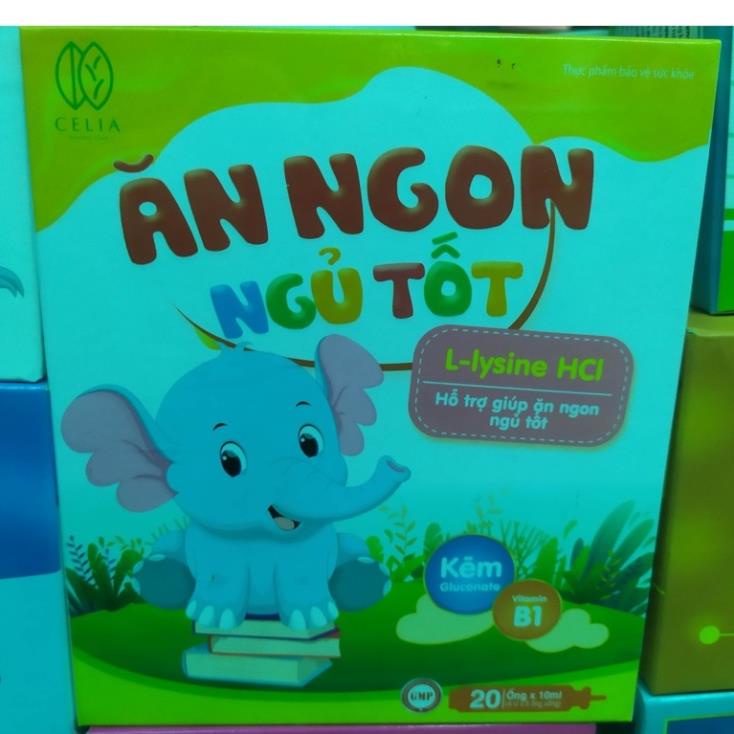 CELIA
Thực phẩm bảo vệ sức khỏe
ĂN NGON
NGỦ TỐT
L-lysine HCl
Hỗ trợ giúp ăn ngon
ngủ tốt
Kẽm
Gluconate
Vitamin
B1
GMP
20 Ống x 10ml